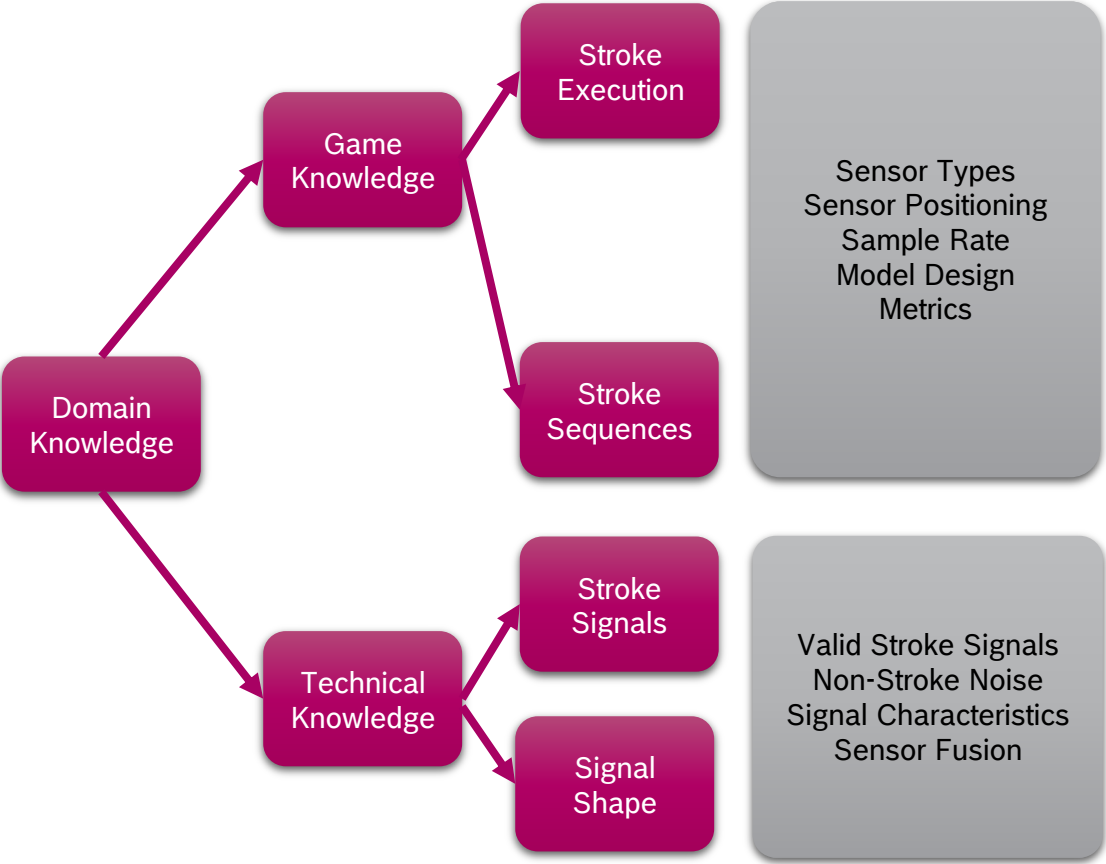 Domain
Knowledge
Game
Knowledge
Technical
Knowledge
Stroke
Execution
Stroke
Sequences
Stroke
Signals
Signal
Shape
Sensor Types
Sensor Positioning
Sample Rate
Model Design
Metrics
Valid Stroke Signals
Non-Stroke Noise
Signal Characteristics
Sensor Fusion